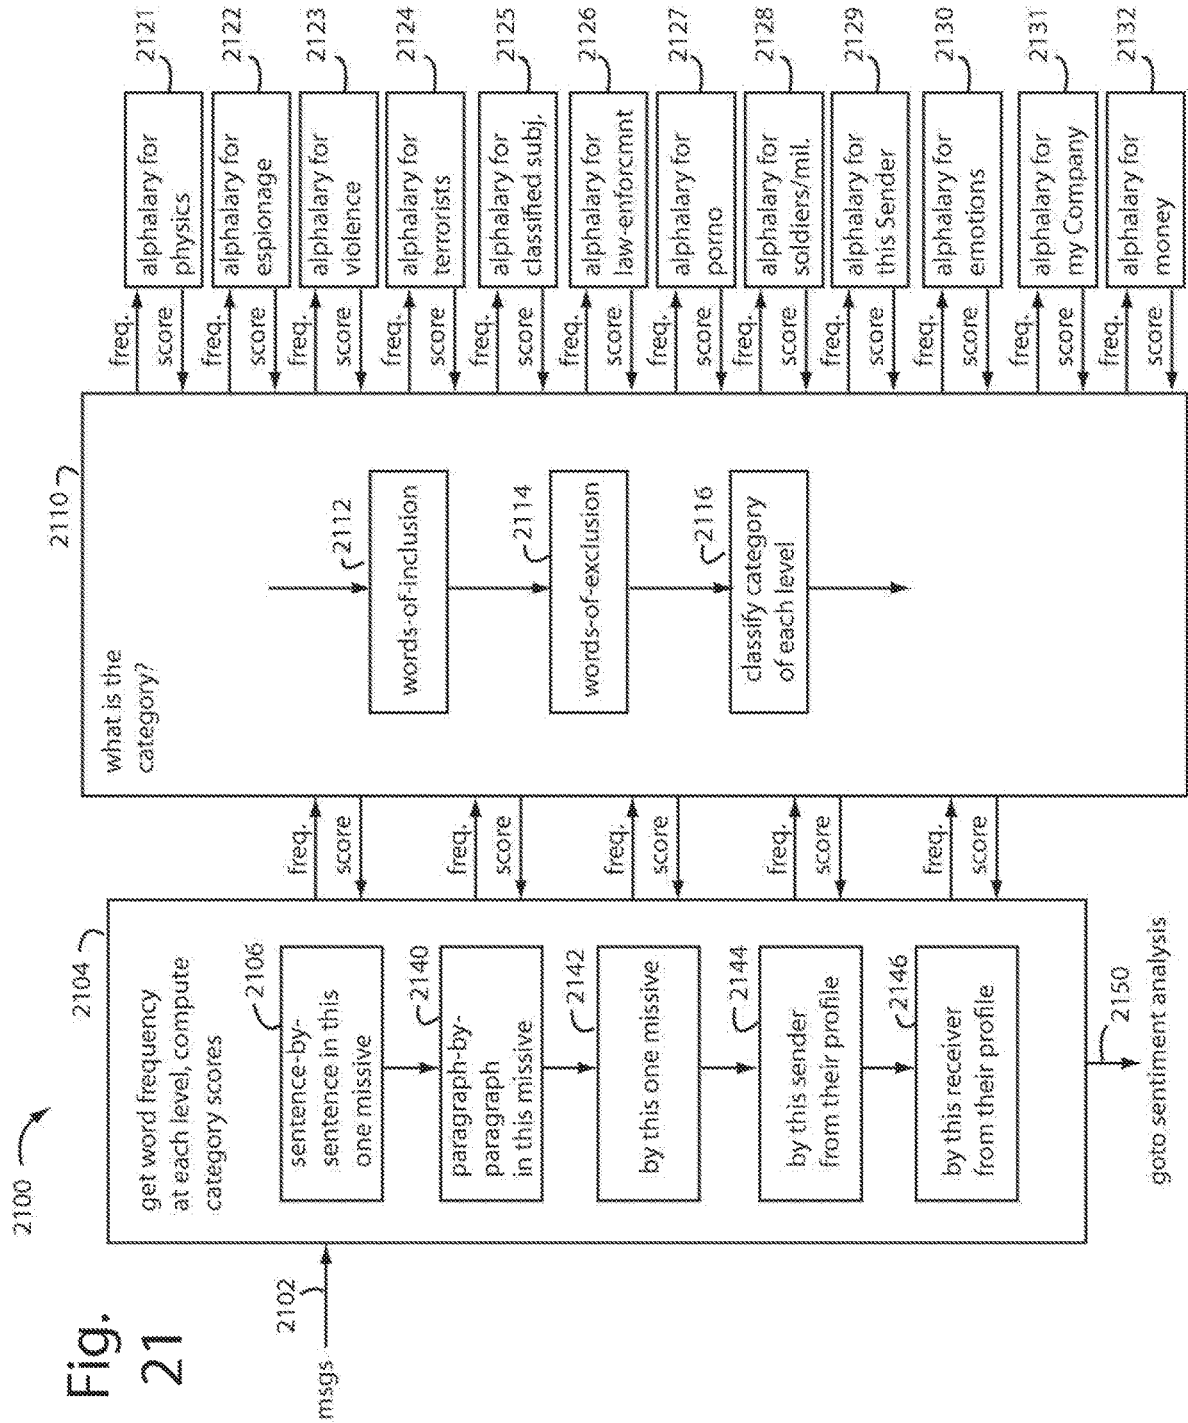 Fig.
21
2100
msgs
2102
2104
get word frequency
at each level, compute
category scores
2106
sentence-by-
sentence in this
one missive
2140
paragraph-by-
paragraph
in this missive
2142
by this one missive
2144
by this sender
from their profile
2146
by this receiver
from their profile
2150
goto sentiment analysis
freq.
score
freq.
score
freq.
score
freq.
score
freq.
score
2110
what is the
category?
2112
words-of-inclusion
2114
words-of-exclusion
2116
classify category
of each level
freq.
score
alphalary for
physics
2121
freq.
score
alphalary for
espionage
2122
freq.
score
alphalary for
violence
2123
freq.
score
alphalary for
terrorists
2124
freq.
score
alphalary for
classified subj.
2125
freq.
score
alphalary for
law-enforcmnt
2126
freq.
score
alphalary for
porno
2127
freq.
score
alphalary for
soldiers/mil.
2128
freq.
score
alphalary for
this Sender
2129
freq.
score
alphalary for
emotions
2130
freq.
score
alphalary for
my Company
2131
freq.
score
alphalary for
money
2132